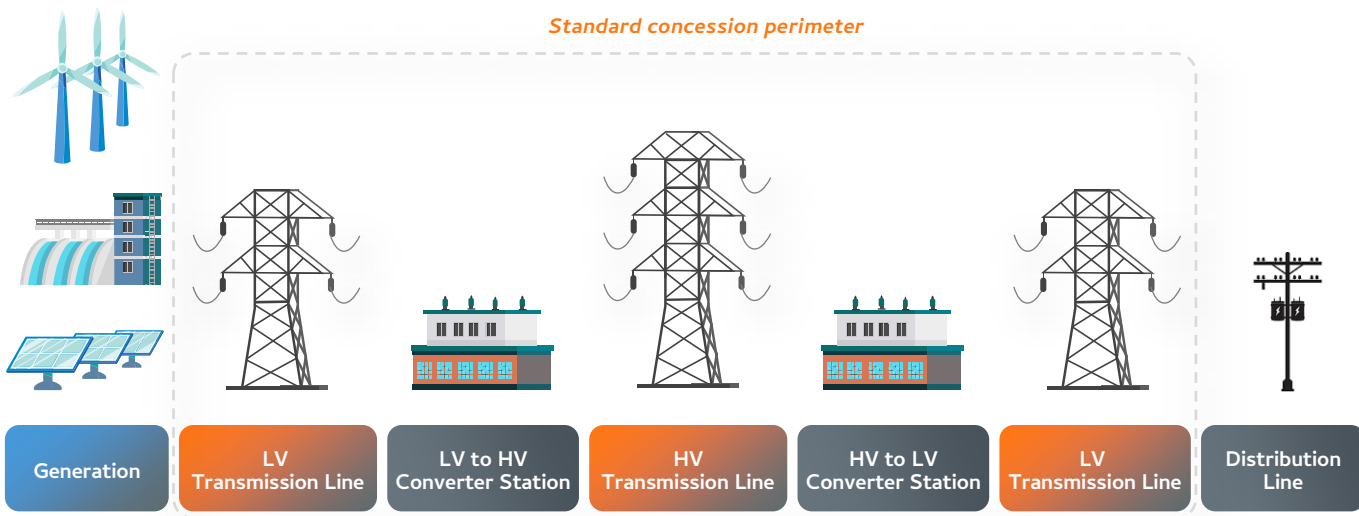 Standard concession perimeter
Generation
LV
Transmission Line
LV to HV
Converter Station
HV
Transmission Line
HV to LV
Converter Station
LV
Transmission Line
Distribution
Line